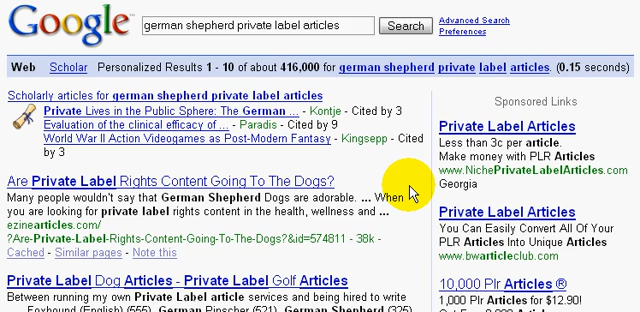 Google™
german shepherd private label articles
Search
Advanced Search
Preferences
Web Scholar Personalized Results 1 - 10 of about 416,000 for german shepherd private label articles. (0.15 seconds)
Scholarly articles for german shepherd private label articles
Private Lives in the Public Sphere: The German ... - Kontje - Cited by 3
Evaluation of the clinical efficacy of ... - Paradis - Cited by 9
World War II Action Videogames as Post-Modern Fantasy - Kingsepp - Cited
by 3
Are Private Label Rights Content Going To The Dogs?
Many people wouldn't say that German Shepherd Dogs are adorable. ... When
you are looking for private label rights content in the health, wellness and ...
ezinearticles.com/
?Are-Private-Label-Rights-Content-Going-To-The-Dogs?&id=574811 - 38k -
Cached - Similar pages - Note this
Private Label Dog Articles - Private Label Golf Articles
Between running my own Private Label article services and being hired to write
Foxhound (English) (555), German Pinscher (521), German Shepherd (325)
Sponsored Links
Private Label Articles
Less than 3c per article.
Make money with PLR Articles
www.NichePrivateLabelArticles.com
Georgia
Private Label Articles
You Can Easily Convert All Of Your
PLR Articles Into Unique Articles
www.bwarticleclub.com
10,000 Plr Articles ®
1,000 Plr Articles for $12.90!